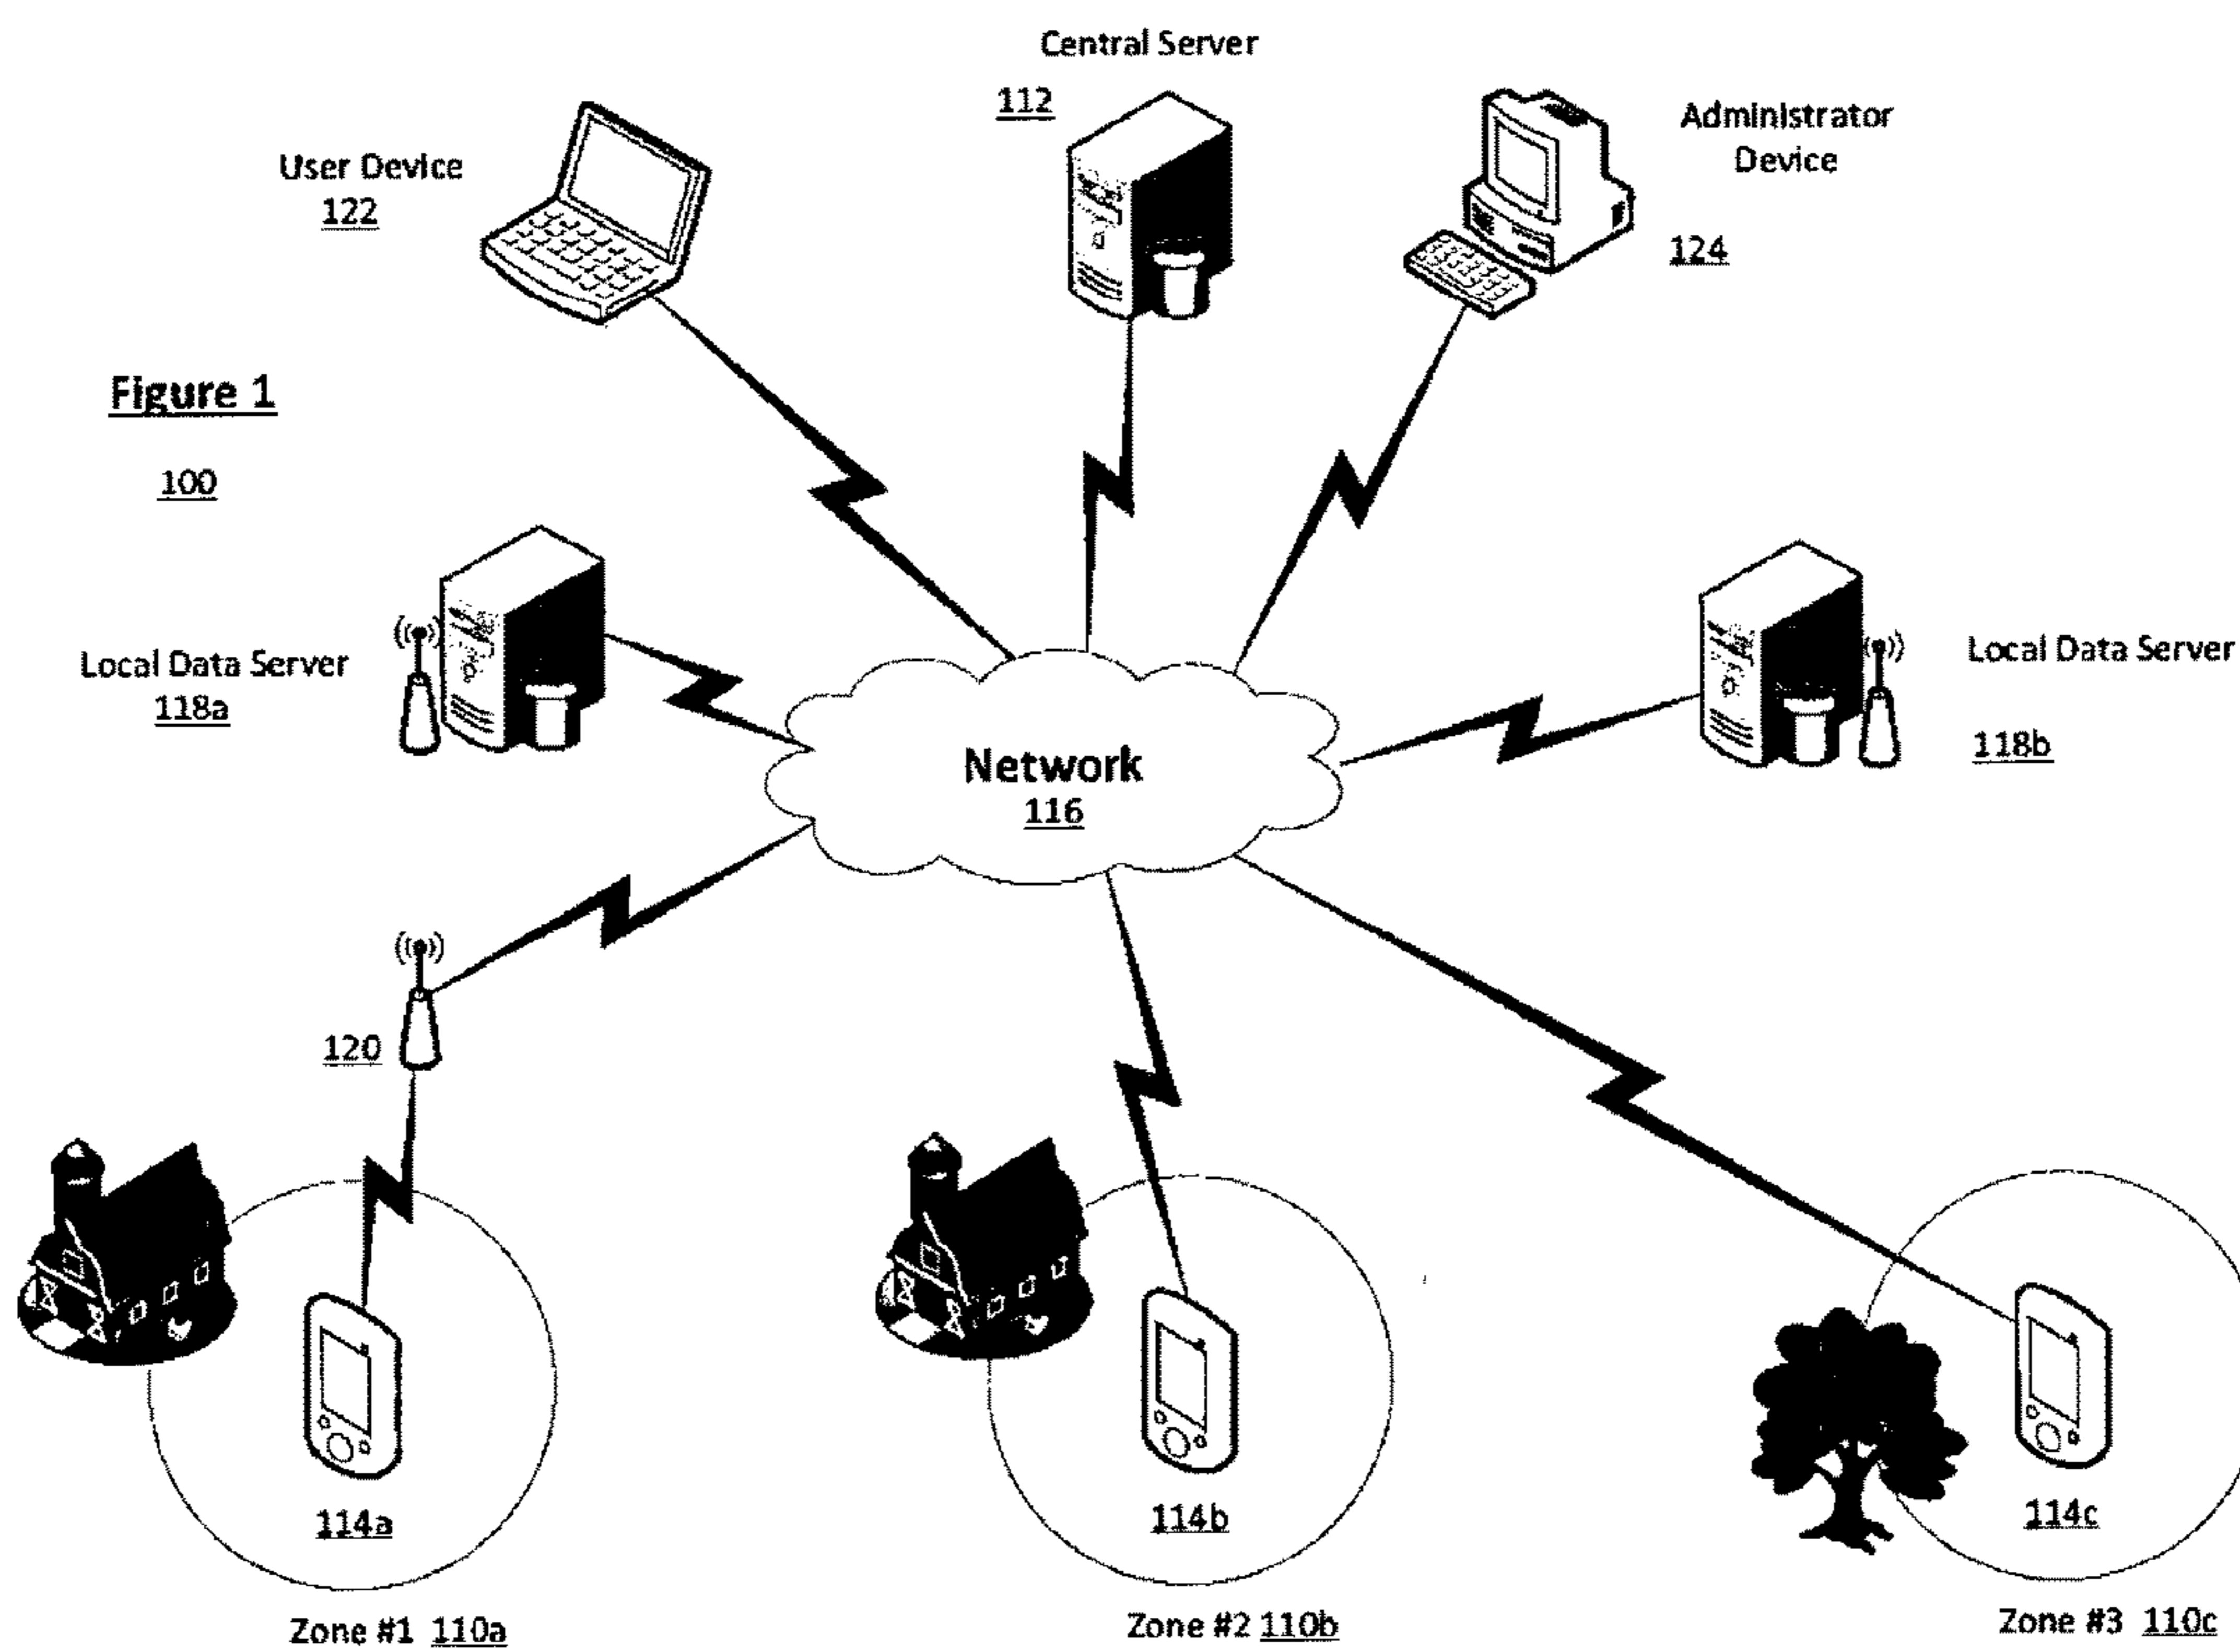 Central Server
112
User Device
122
Administrator
Device
124
Figure 1
100
Local Data Server
118a
Local Data Server
118b
Network
116
120
114a
114b
114c
Zone #1 110a
Zone #2 110b
Zone #3 110c